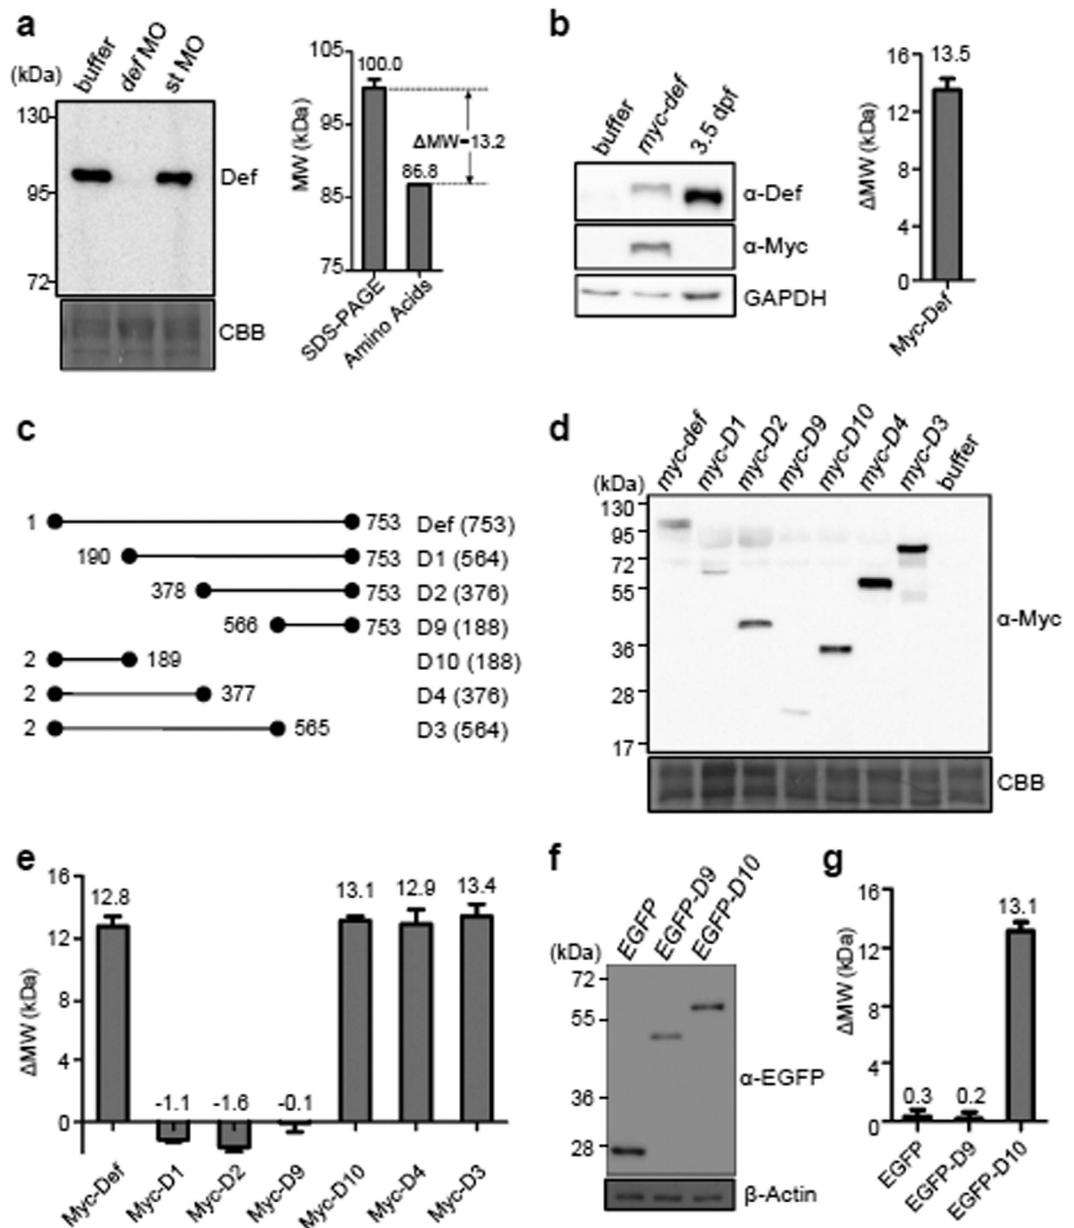 a
(kDa)
buffer
def MO
st MO
130
95
72
Def
CBB
MW (kDa)
105
95
85
75
100.0
ΔMW=13.2
86.8
SDS-PAGE
Amino Acids
b
buffer
myc-def
3.5 dpf
α-Def
α-Myc
GAPDH
ΔMW (kDa)
16
12
8
4
0
13.5
Myc-Def
c
1 753 Def (753)
190 753 D1 (564)
378 753 D2 (376)
566 753 D9 (188)
2 189 D10 (188)
2 377 D4 (376)
2 565 D3 (564)
d
(kDa)
myc-def
myc-D1
myc-D2
myc-D9
myc-D10
myc-D4
myc-D3
buffer
130
95
72
55
36
28
17
α-Myc
CBB
e
ΔMW (kDa)
16
12
8
4
0
12.8
-1.1
-1.6
-0.1
13.1
12.9
13.4
Myc-Def
Myc-D1
Myc-D2
Myc-D9
Myc-D10
Myc-D4
Myc-D3
f
(kDa)
EGFP
EGFP-D9
EGFP-D10
72
55
36
28
α-EGFP
β-Actin
g
ΔMW (kDa)
16
12
8
4
0
0.3
0.2
13.1
EGFP
EGFP-D9
EGFP-D10